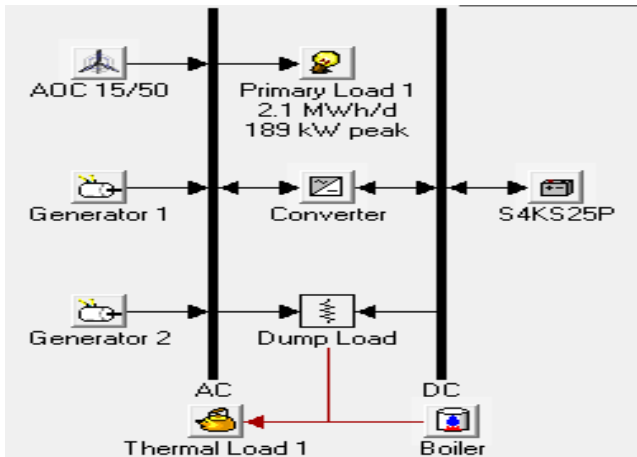 AOC 15/50
Primary Load 1
2.1 MWh/d
189 kW peak
Generator 1
Converter
S4KS25P
Generator 2
Dump Load
AC
DC
Thermal Load 1
Boiler